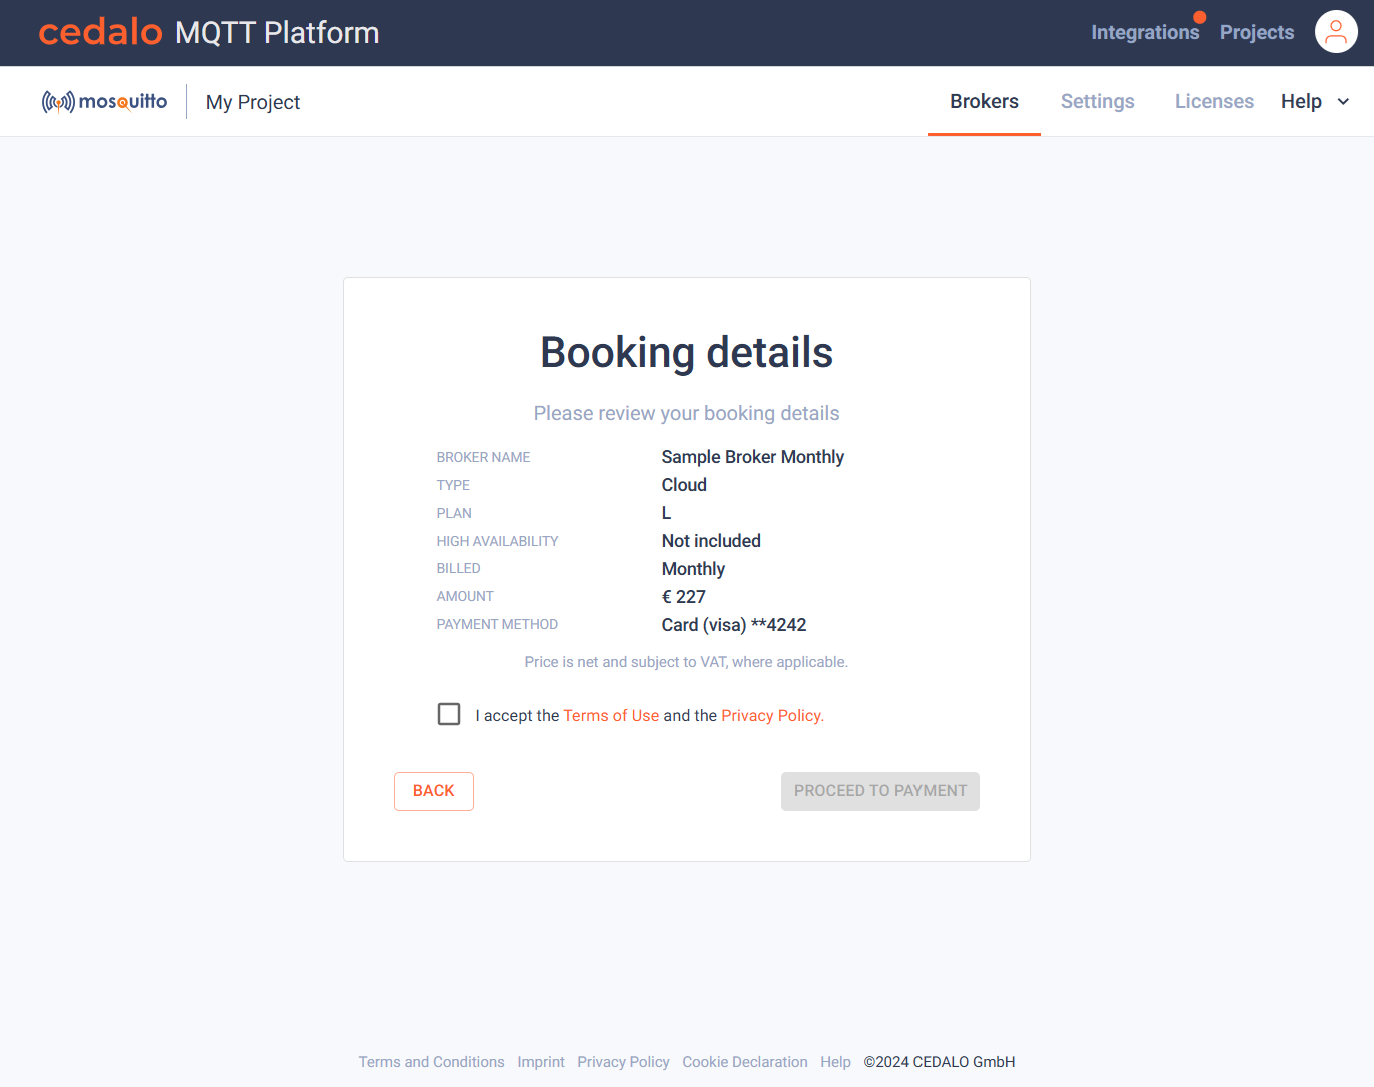 cedalo MQTT Platform Integrations Projects
mosquitto My Project Brokers Settings Licenses Help
Booking details
Please review your booking details
BROKER NAME Sample Broker Monthly
TYPE Cloud
PLAN L
HIGH AVAILABILITY Not included
BILLED Monthly
AMOUNT € 227
PAYMENT METHOD Card (visa) **4242
Price is net and subject to VAT, where applicable.
I accept the Terms of Use and the Privacy Policy.
BACK PROCEED TO PAYMENT
Terms and Conditions Imprint Privacy Policy Cookie Declaration Help ©2024 CEDALO GmbH